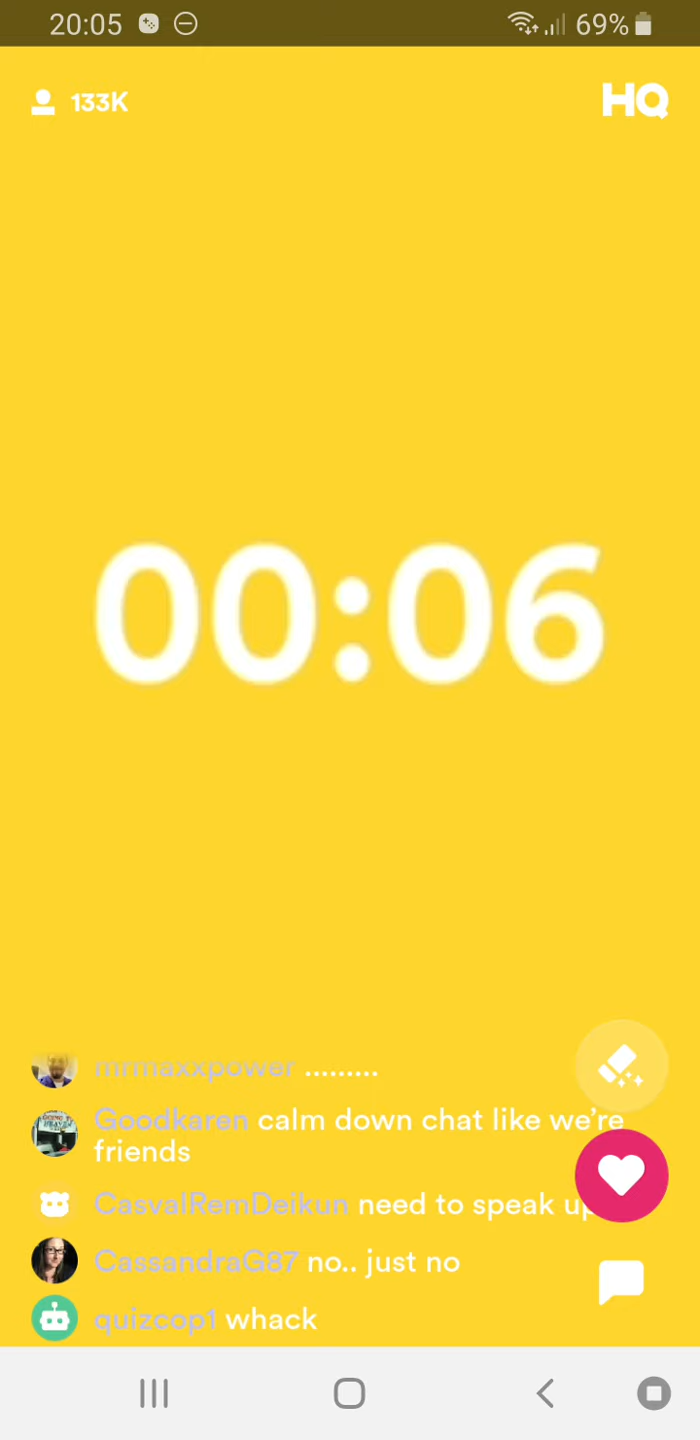 20:05 69%
133K HQ
00:06
mrmaxxpower .........
Goodkaren calm down chat like we're
friends
CasvalRemDeikun need to speak up
CassandraG87 no.. just no
quizcop1 whack